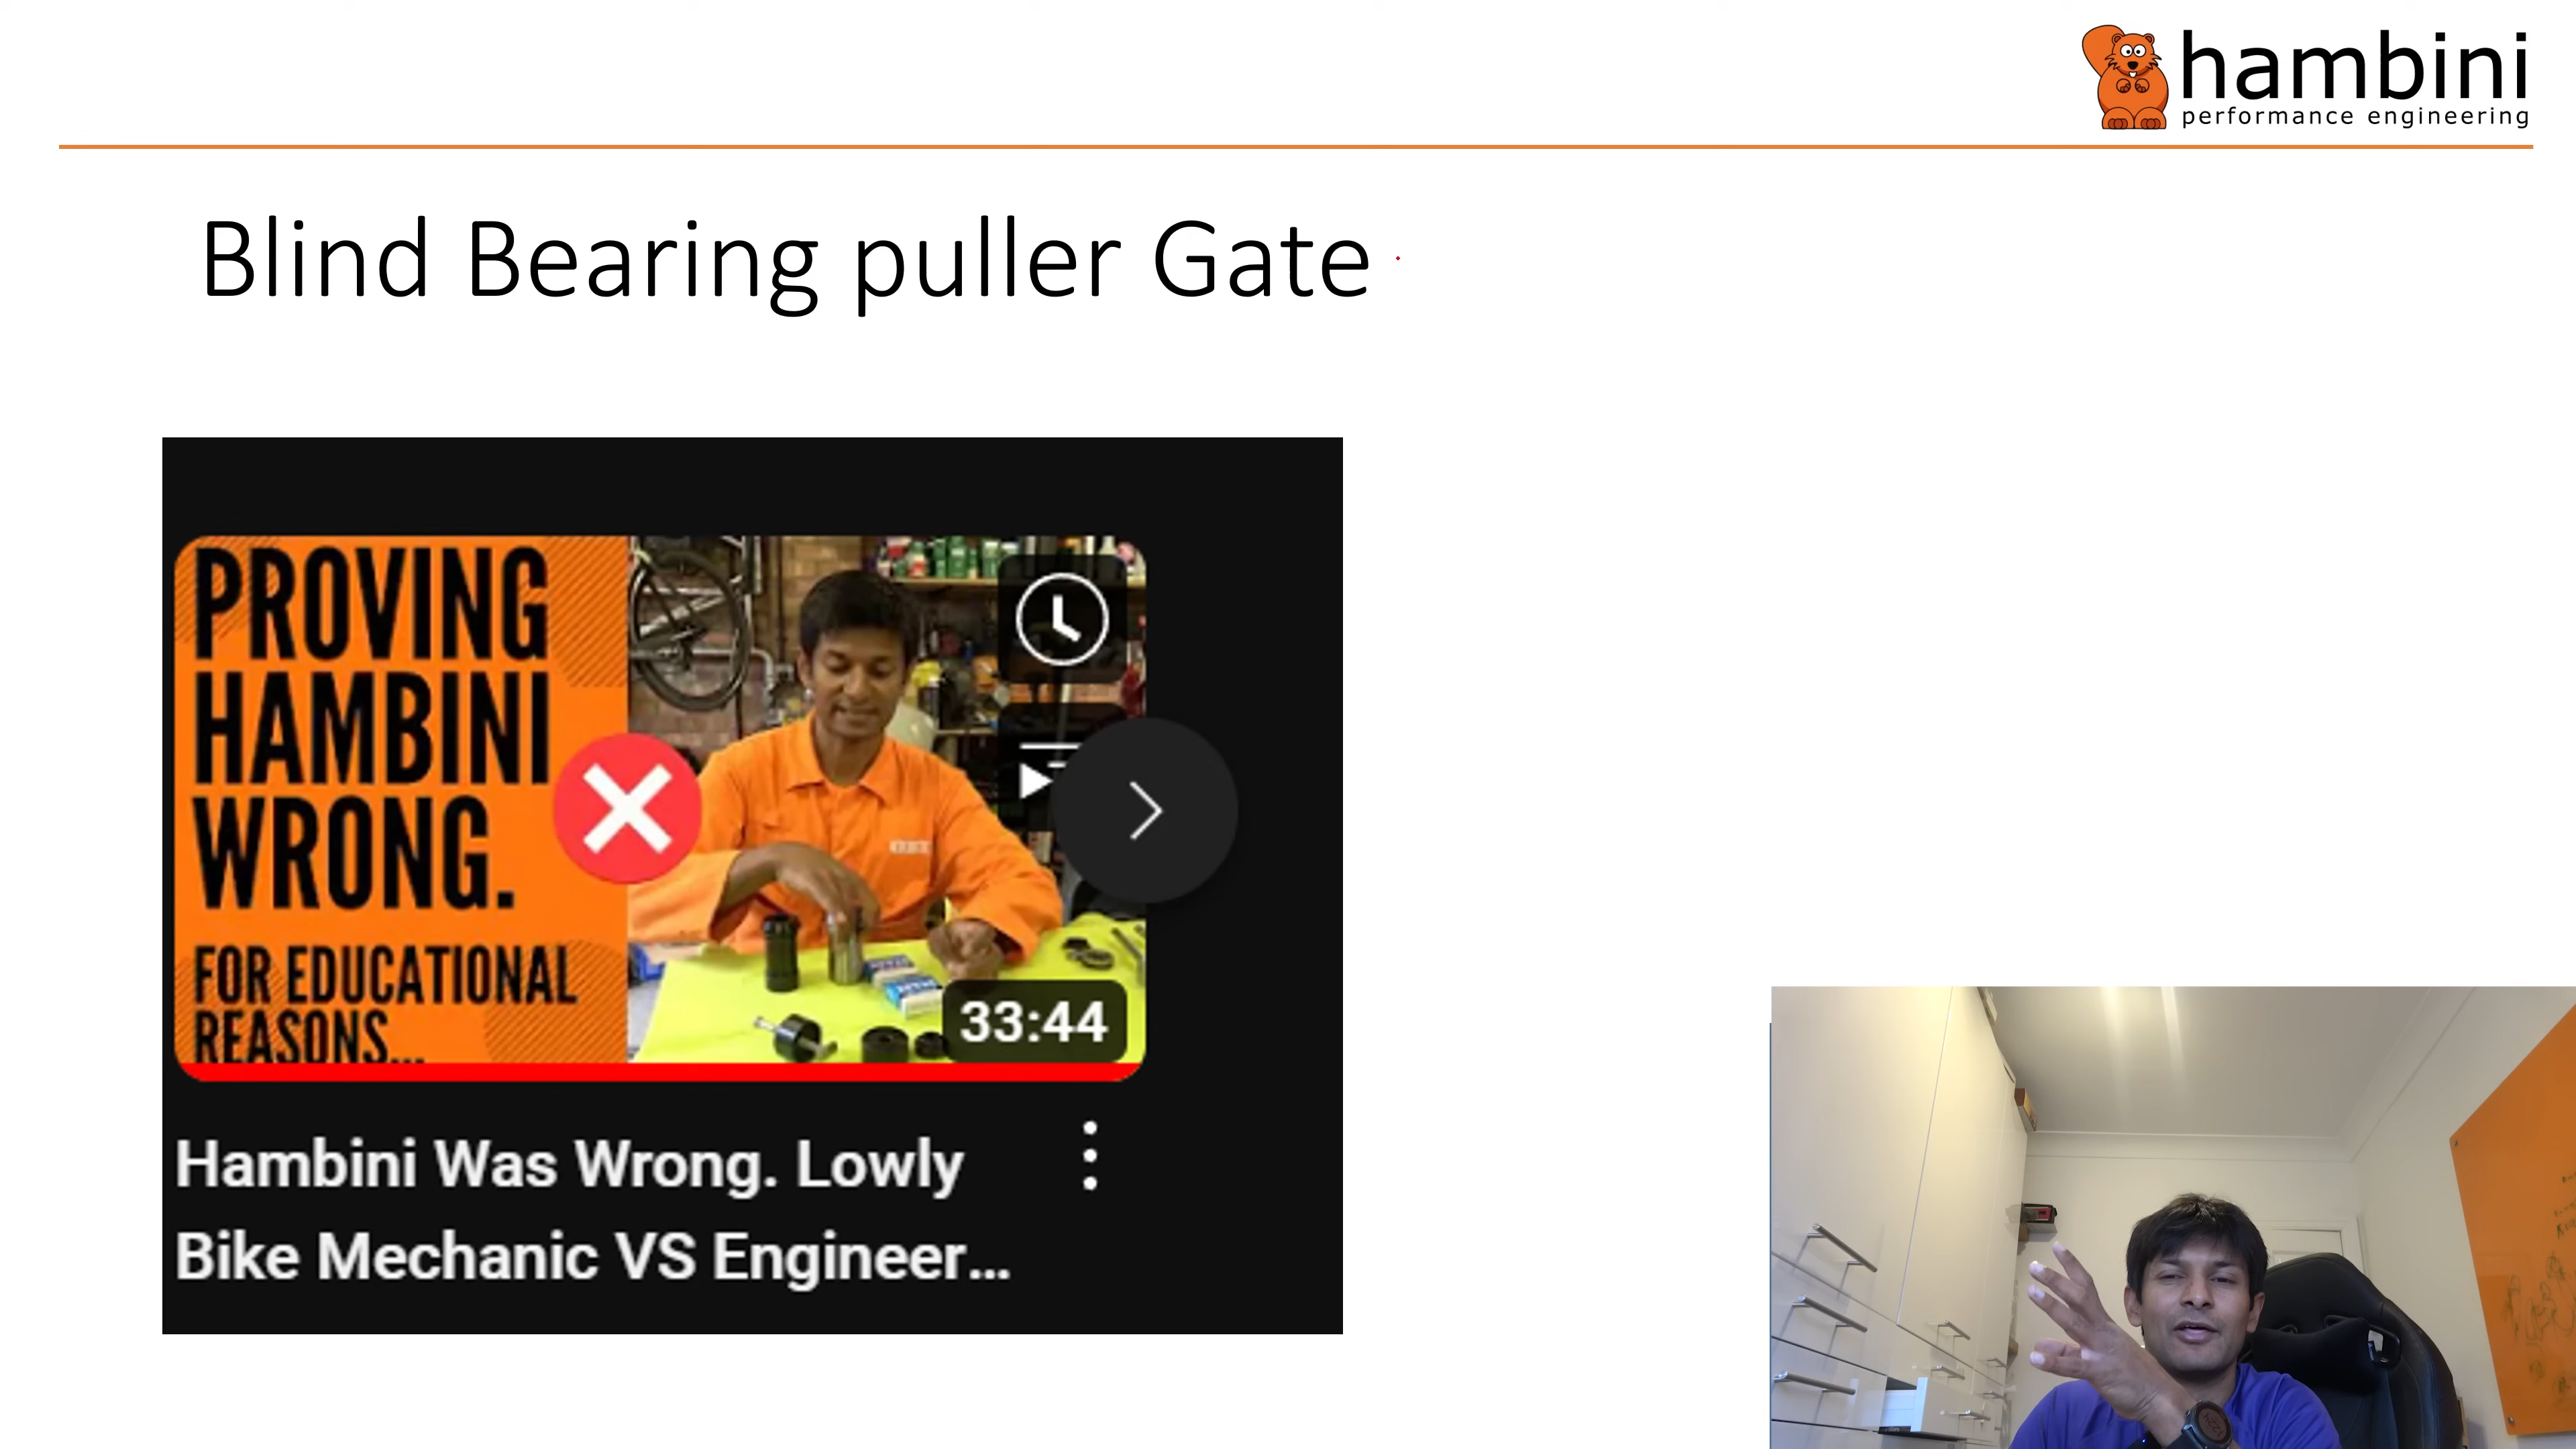 hambini
performance engineering
Blind Bearing puller Gate
PROVING
HAMBINI
WRONG.
FOR EDUCATIONAL
REASONS...
33:44
Hambini Was Wrong. Lowly
Bike Mechanic VS Engineer...